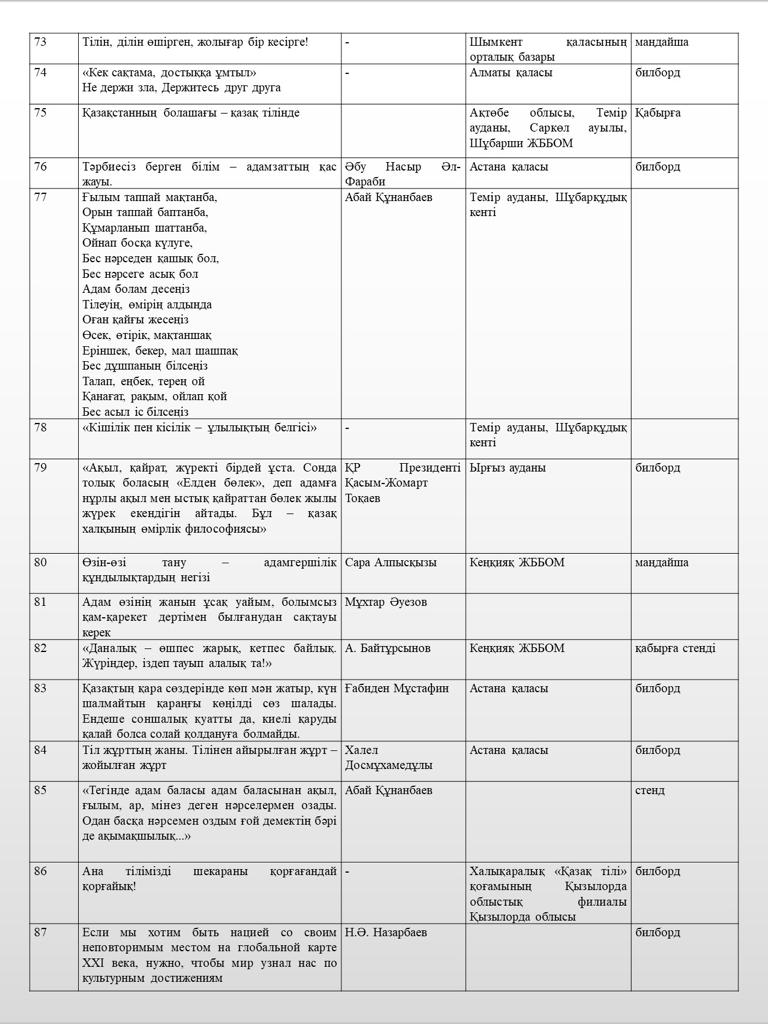 73 Тілін, ділін өшірген, жолығар бір кесірге! - Шымкент қаласының маңдайша
орталық базары
74 «Кек сақтама, достыққа ұмтыл» - Алматы қаласы билборд
Не держи зла, Держитесь друг друга
75 Қазақстанның болашағы – қазақ тілінде Ақтөбе облысы, Темір Қабырға
ауданы, Саркөл ауылы,
Шұбарши ЖББОМ
76 Тәрбиесіз берген білім – адамзаттың қас Әбу Насыр Әл- Астана қаласы билборд
жауы. Фараби
77 Ғылым таппай мақтанба, Абай Құнанбаев Темір ауданы, Шұбарқұдық
Орын таппай баптанба, кенті
Құмарланып шаттанба,
Ойнап босқа күлуге,
Бес нәрседен қашық бол,
Бес нәрсеге асық бол
Адам болам десеңіз
Тілеуің, өмірің алдыңда
Оған қайғы жесеңіз
Өсек, өтірік, мақтаншақ
Еріншек, бекер, мал шашпақ
Бес дұшпаның білсеңіз
Талап, еңбек, терең ой
Қанағат, рақым, ойлап қой
Бес асыл іс білсеңіз
78 «Кішілік пен кісілік – ұлылықтың белгісі» - Темір ауданы, Шұбарқұдық
кенті
79 «Ақыл, қайрат, жүректі бірдей ұста. Сонда ҚР Президенті Ырғыз ауданы билборд
толық боласың «Елден бөлек», деп адамға Қасым-Жомарт
нұрлы ақыл мен ыстық қайраттан бөлек жылы Тоқаев
жүрек екендігін айтады. Бұл – қазақ
халқының өмірлік философиясы»
80 Өзін-өзі тану – адамгершілік Сара Алпысқызы Кеңқияқ ЖББОМ маңдайша
құндылықтардың негізі
81 Адам өзінің жанын ұсақ уайым, болымсыз Мұхтар Әуезов
қам-қарекет дертімен былғанудан сақтауы
керек
82 «Даналық – өшпес жарық, кетпес байлық. А. Байтұрсынов Кеңқияқ ЖББОМ қабырға стенді
Жүріңдер, іздеп тауып алалық та!»
83 Қазақтың қара сөздерінде көп мән жатыр, күн Ғабиден Мұстафин Астана қаласы билборд
шалмайтын қараңғы көңілді сөз шалады.
Ендеше соншалық қуатты да, киелі қаруды
қалай болса солай қолдануға болмайды.
84 Тіл жұрттың жаны. Тілінен айырылған жұрт – Халел Астана қаласы билборд
жойылған жұрт Досмұхамедұлы
85 «Тегінде адам баласы адам баласынан ақыл, Абай Құнанбаев стенд
ғылым, ар, мінез деген нәрселермен озады.
Одан басқа нәрсемен оздым ғой демектің бәрі
де ақымақшылық...»
86 Ана тілімізді шекараны қорғағандай - Халықаралық «Қазақ тілі» билборд
қорғайық! қоғамының Қызылорда
облыстық филиалы
Қызылорда облысы
87 Если мы хотим быть нацией со своим Н.Ә. Назарбаев билборд
неповторимым местом на глобальной карте
XXI века, нужно, чтобы мир узнал нас по
культурным достижениям